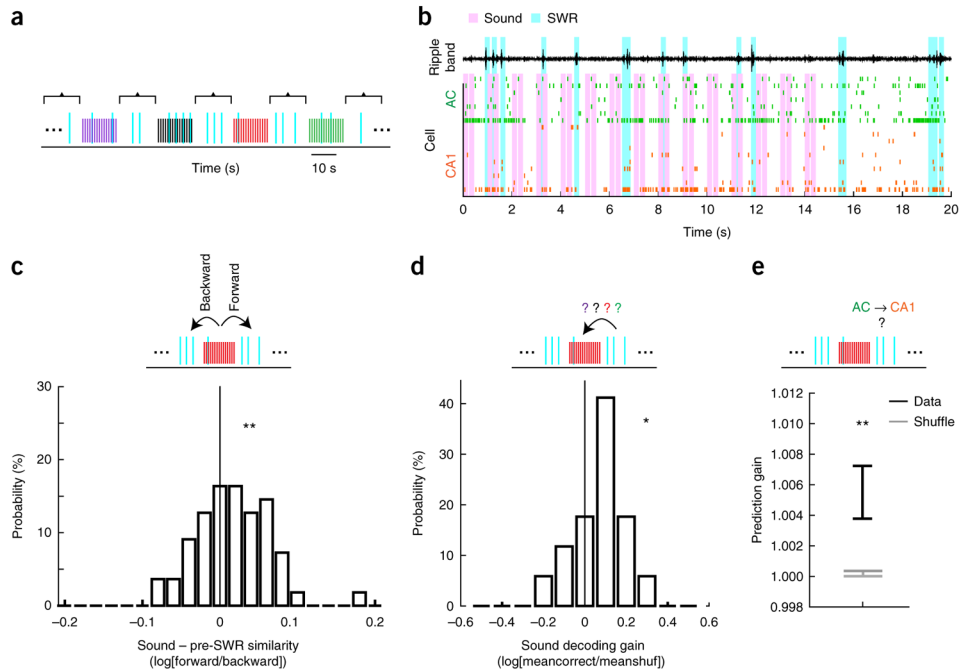 a
...
...
Time (s)
10 s
b
Sound
SWR
Ripple
band
AC
Cell
CA1
0
2
4
6
8
10
12
14
16
18
20
Time (s)
c
Backward
Forward
...
...
30
20
10
0
**
Probability (%)
–0.2
–0.1
0
0.1
0.2
Sound – pre-SWR similarity
(log[forward/backward])
d
? ? ? ?
...
...
40
20
0
*
Probability (%)
–0.6
–0.4
–0.2
0
0.2
0.4
0.6
Sound decoding gain
(log[meancorrect/meanshuf])
e
AC → CA1
?
...
...
1.012
1.010
1.008
1.006
1.004
1.002
1.000
0.998
Prediction gain
Data
Shuffle
**